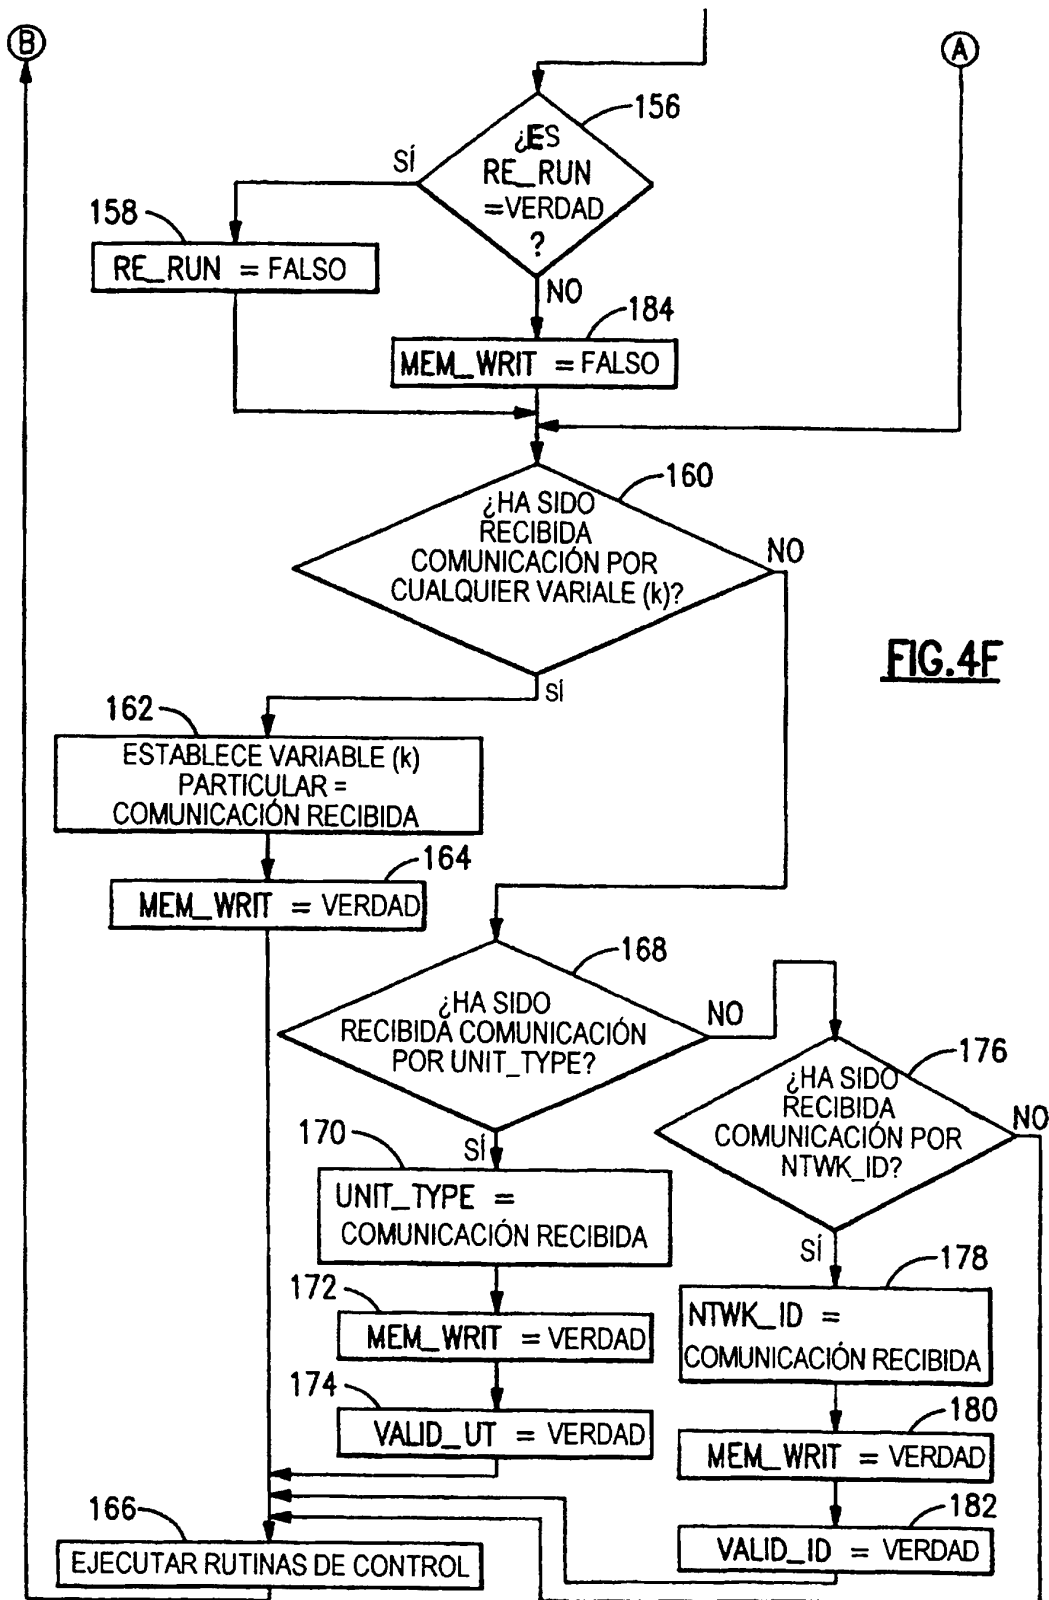 B
A
156
¿ES
RE_RUN
=VERDAD
?
SÍ
158
RE_RUN = FALSO
NO
184
MEM_WRIT = FALSO
160
¿HA SIDO
RECIBIDA
COMUNICACIÓN POR
CUALQUIER VARIALE (k)?
NO
FIG.4F
SÍ
162
ESTABLECE VARIABLE (k)
PARTICULAR =
COMUNICACIÓN RECIBIDA
164
MEM_WRIT = VERDAD
168
¿HA SIDO
RECIBIDA COMUNICACIÓN
POR UNIT_TYPE?
NO
176
¿HA SIDO
RECIBIDA
COMUNICACIÓN POR
NTWK_ID?
NO
170
SÍ
UNIT_TYPE =
COMUNICACIÓN RECIBIDA
SÍ
178
NTWK_ID =
COMUNICACIÓN RECIBIDA
172
MEM_WRIT = VERDAD
174
VALID_UT = VERDAD
180
MEM_WRIT = VERDAD
182
VALID_ID = VERDAD
166
EJECUTAR RUTINAS DE CONTROL